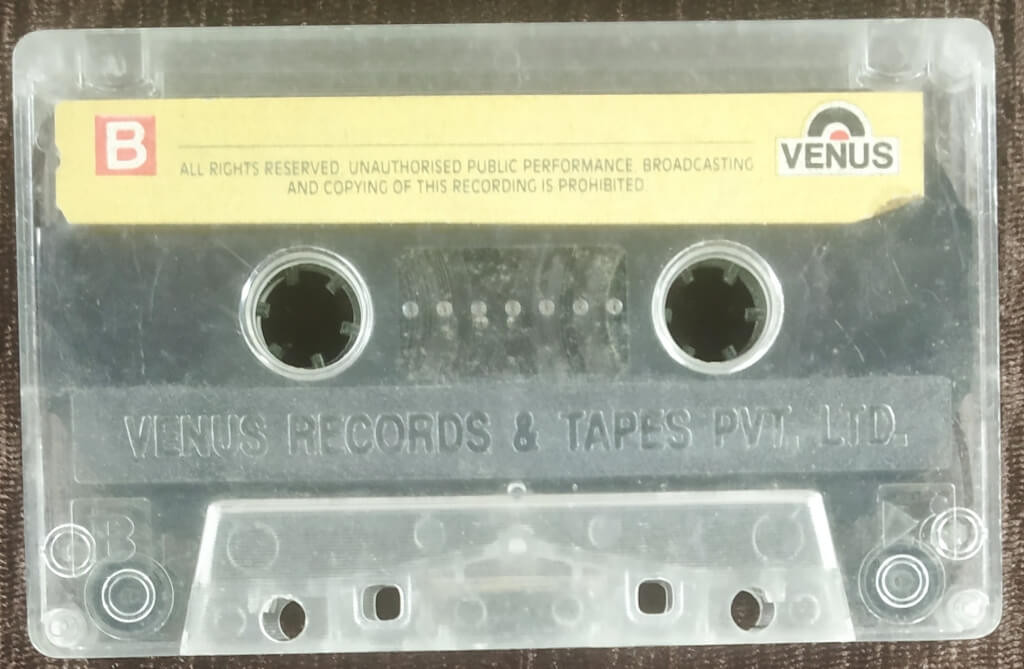 B
VENUS
ALL RIGHTS RESERVED. UNAUTHORISED PUBLIC PERFORMANCE. BROADCASTING
AND COPYING OF THIS RECORDING IS PROHIBITED.
VENUS RECORDS & TAPES PVT. LTD.
B